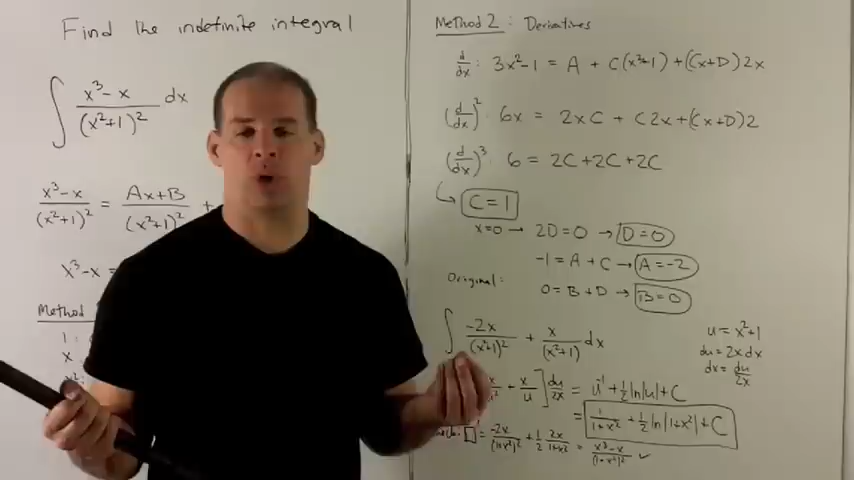 Find the indefinite integral
∫ x³-x / (x²+1)² dx
x³-x / (x²+1)² = Ax+B / (x²+1)² +
x³-x =
Method
1:
x
x²:
Method 2: Derivatives
d/dx: 3x²-1 = A + C(x²+1) + (Cx+D)2x
(d/dx)²: 6x = 2xC + C2x + (Cx+D)2
(d/dx)³ 6 = 2C+2C+2C
C=1
x=0 → 2D=0 → D=0
-1 = A + C → A=-2
Original: 0 = B + D → B=0
∫ -2x / (x²+1)² + x / (x²+1) dx
u = x²+1
du = 2x dx
dx = du/2x
+ x/u ] du/2x = u⁻¹ + ½ ln|u| + C
= 1/(1+x²) + ½ ln|1+x²| + C
[ ]' = -2x/(1+x²)² + ½ 2x/(1+x²) = x³-x / (1+x²)² ✓